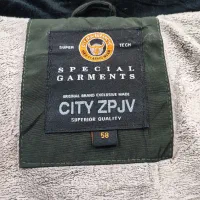 SUPER TECH
SPECIAL
GARMENTS
ORIGINAL BRAND EXCLUSIVE MADE
CITY ZPJV
SUPERIOR QUALITY
58